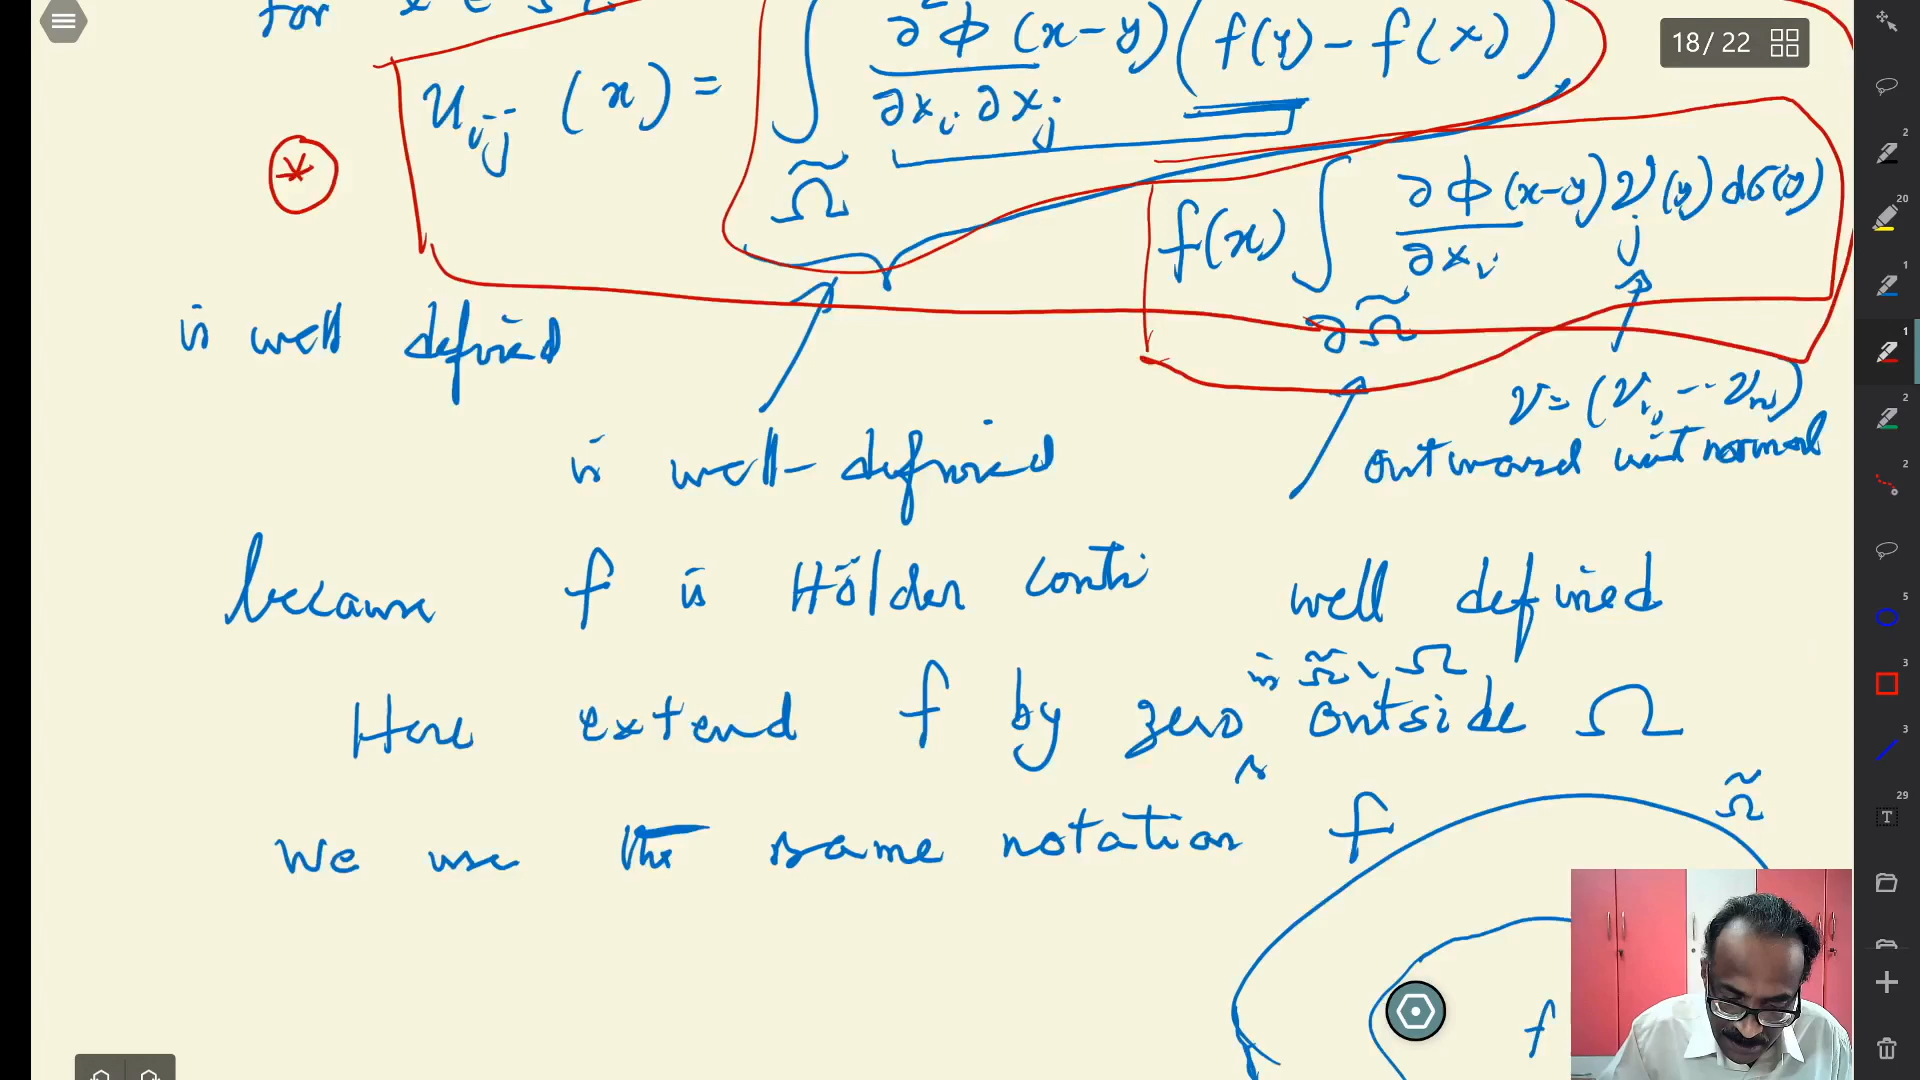 for x ∈ Ω
18/ 22
u_ij (x) = ∫_Ω̃ ∂²ϕ/∂x_i ∂x_j (x-y) (f(y) - f(x))
*
f(x) ∫_∂Ω̃ ∂ϕ/∂x_i (x-y) ν_j (y) dσ(y)
is well defined
ν = (ν_1, --- ν_n)
outward unit normal
is well-defined
because f is Hölder conti
well defined
in Ω̃ \ Ω
Here extend f by zero outside Ω
We use the same notation f
Ω̃
f